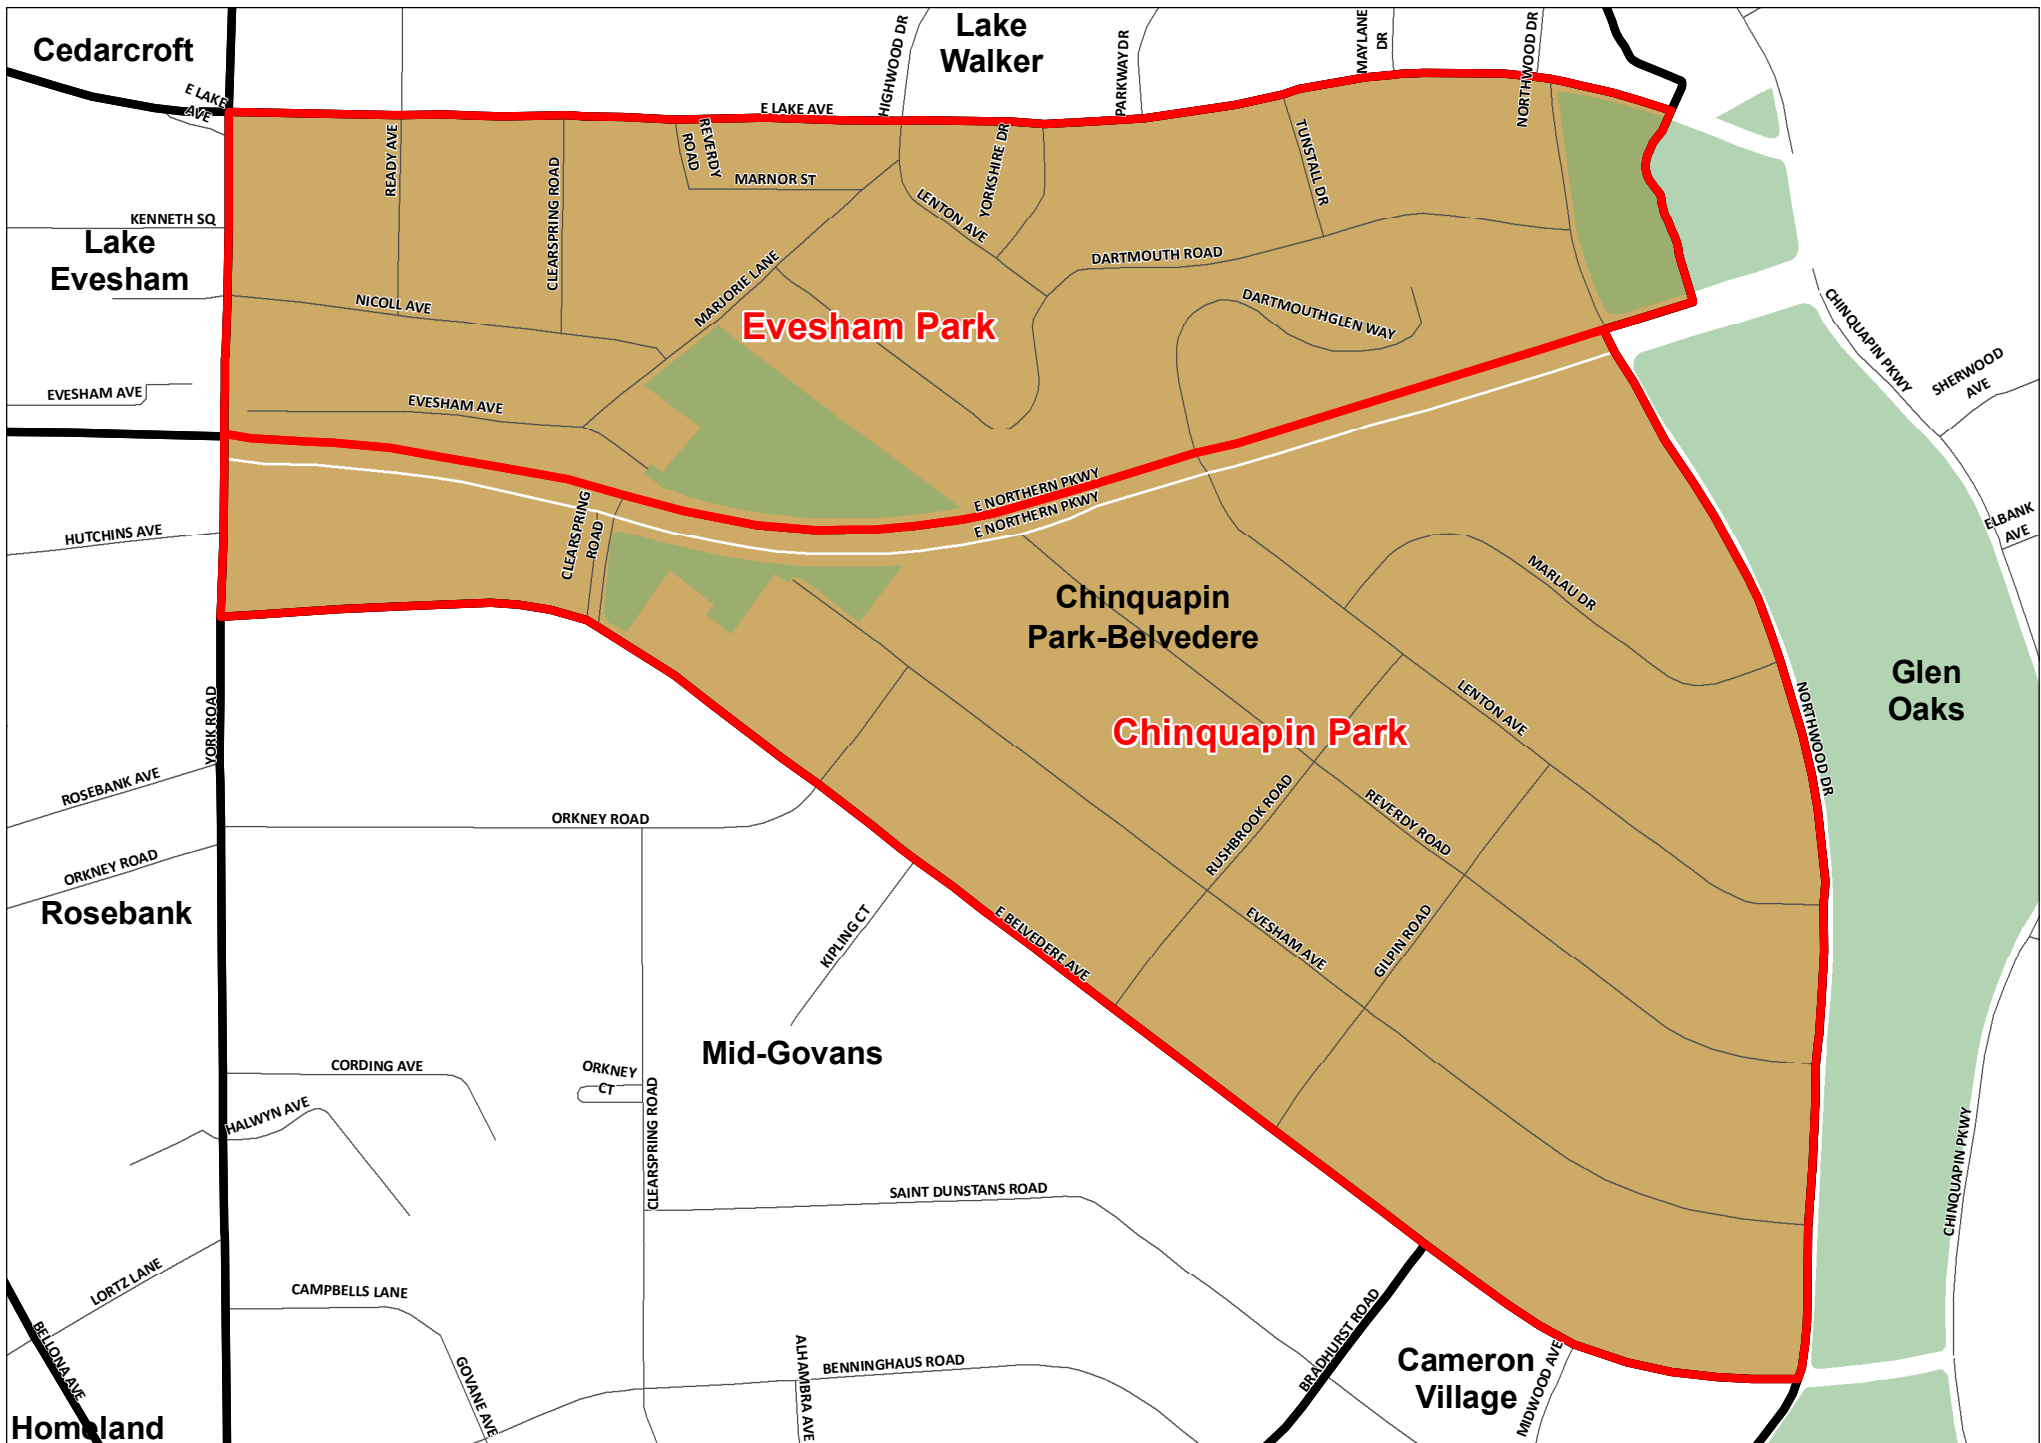 Cedarcroft
Lake
Walker
HIGHWOOD DR
PARKWAY DR
MAYLANE
DR
NORTHWOOD DR
E LAKE
AVE
E LAKE AVE
READY AVE
CLEARSPRING ROAD
REVERDY
ROAD
MARNOR ST
YORKSHIRE DR
LENTON AVE
TUNSTALL DR
KENNETH SQ
Lake
Evesham
NICOLL AVE
MARJORIE LANE
DARTMOUTH ROAD
DARTMOUTHGLEN WAY
Evesham Park
CHINQUAPIN PKWY
SHERWOOD
AVE
EVESHAM AVE
EVESHAM AVE
E NORTHERN PKWY
E NORTHERN PKWY
HUTCHINS AVE
CLEARSPRING
ROAD
ELBANK
AVE
MARLAU DR
Chinquapin
Park-Belvedere
Glen
Oaks
YORK ROAD
LENTON AVE
NORTHWOOD DR
Chinquapin Park
ROSEBANK AVE
ORKNEY ROAD
RUSHBROOK ROAD
REVERDY ROAD
ORKNEY ROAD
Rosebank
KIPLING CT
E BELVEDERE AVE
EVESHAM AVE
GILPIN ROAD
Mid-Govans
CORDING AVE
ORKNEY
CT
HALWYN AVE
CLEARSPRING ROAD
CHINQUAPIN PKWY
SAINT DUNSTANS ROAD
LORTZ LANE
CAMPBELLS LANE
BELLONA AVE
GOVANE AVE
ALHAMBRA AVE
BENNINGHAUS ROAD
BRADHURST ROAD
Cameron
Village
MIDWOOD AVE
Homeland